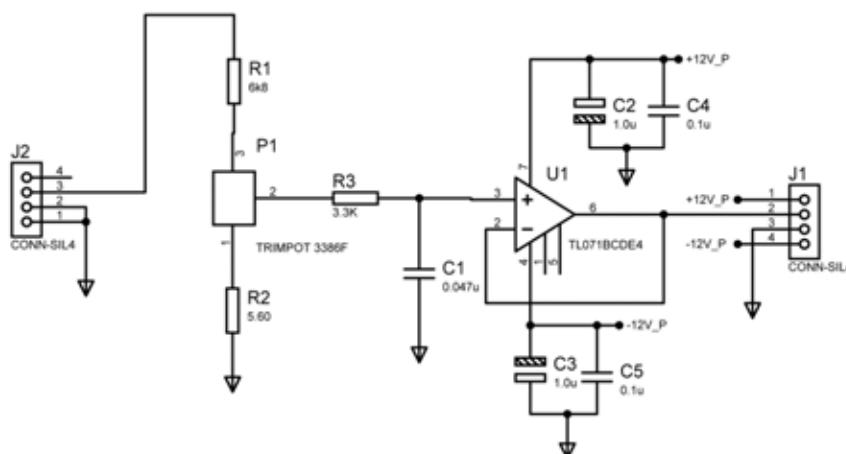 R1
6k8
P1
3
2
1
TRIMPOT 3386F
J2
4
3
2
1
CONN-SIL4
R2
5.60
R3
3.3K
C1
0.047u
+12V_P
C2
1.0u
C4
0.1u
7
U1
3
2
6
4
1
5
TL071BCDE4
J1
+12V_P
1
2
3
-12V_P
4
CONN-SIL4
-12V_P
C3
1.0u
C5
0.1u